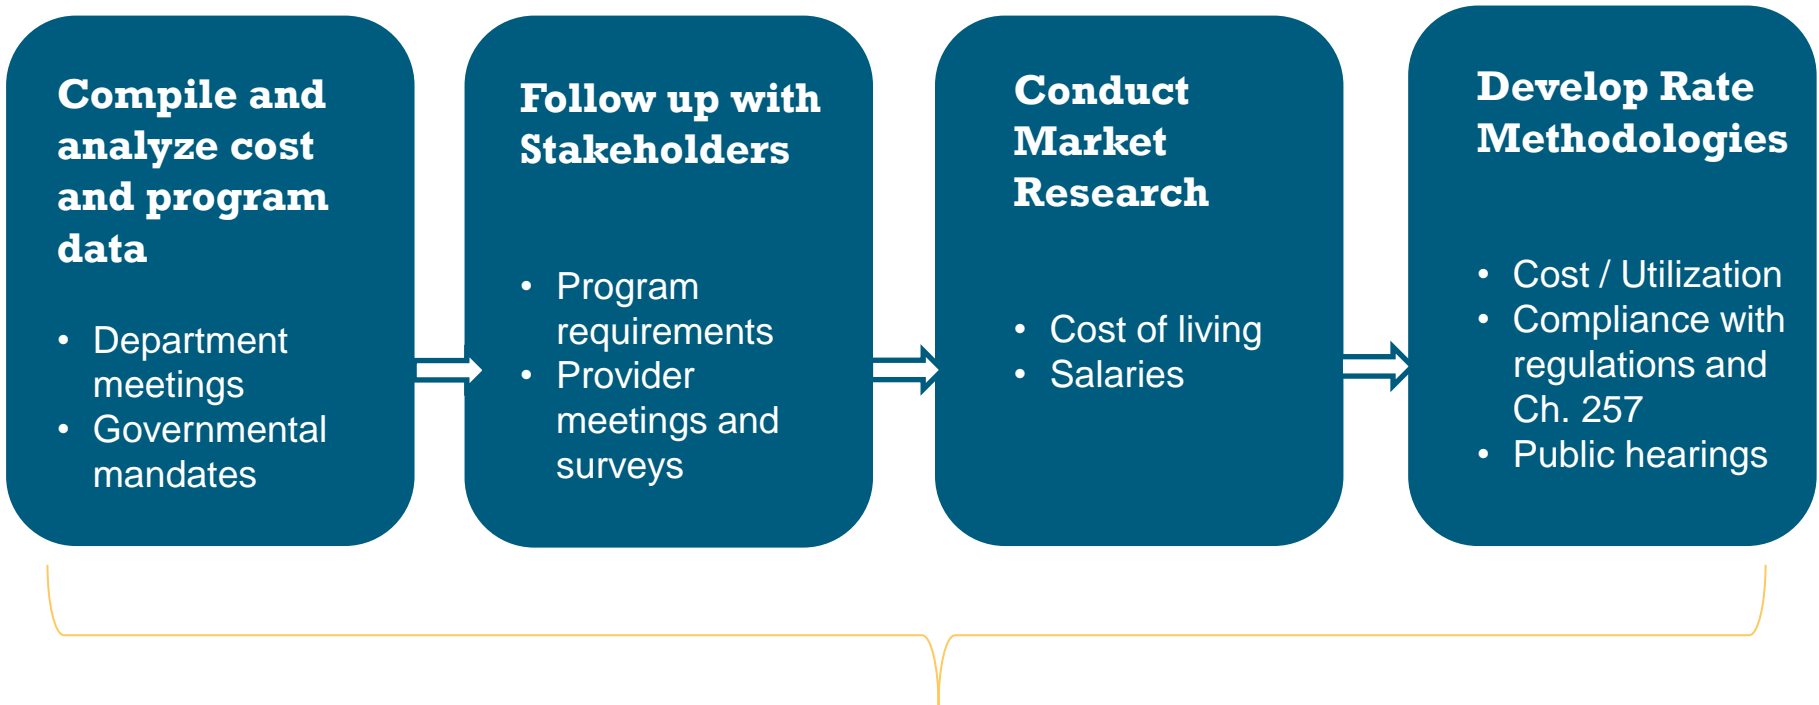 Compile and
analyze cost
and program
data
• Department
meetings
• Governmental
mandates
Follow up with
Stakeholders
• Program
requirements
• Provider
meetings and
surveys
Conduct
Market
Research
• Cost of living
• Salaries
Develop Rate
Methodologies
• Cost / Utilization
• Compliance with
regulations and
Ch. 257
• Public hearings